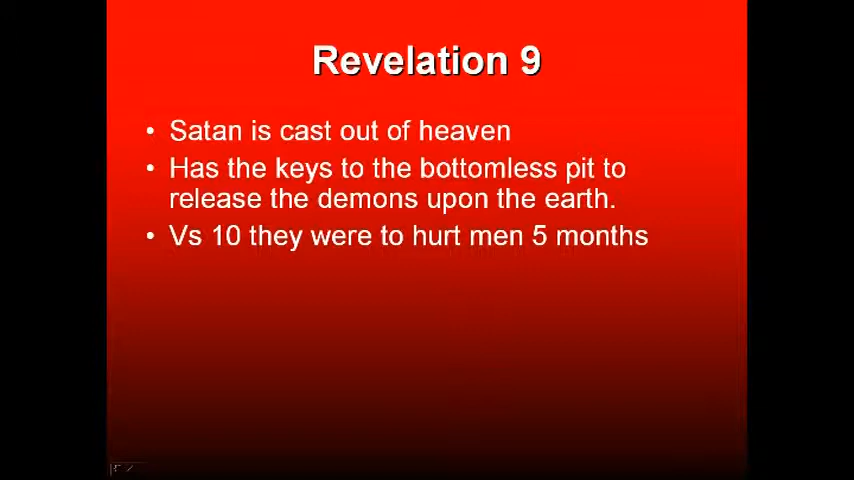 Revelation 9
• Satan is cast out of heaven
• Has the keys to the bottomless pit to
release the demons upon the earth.
• Vs 10 they were to hurt men 5 months